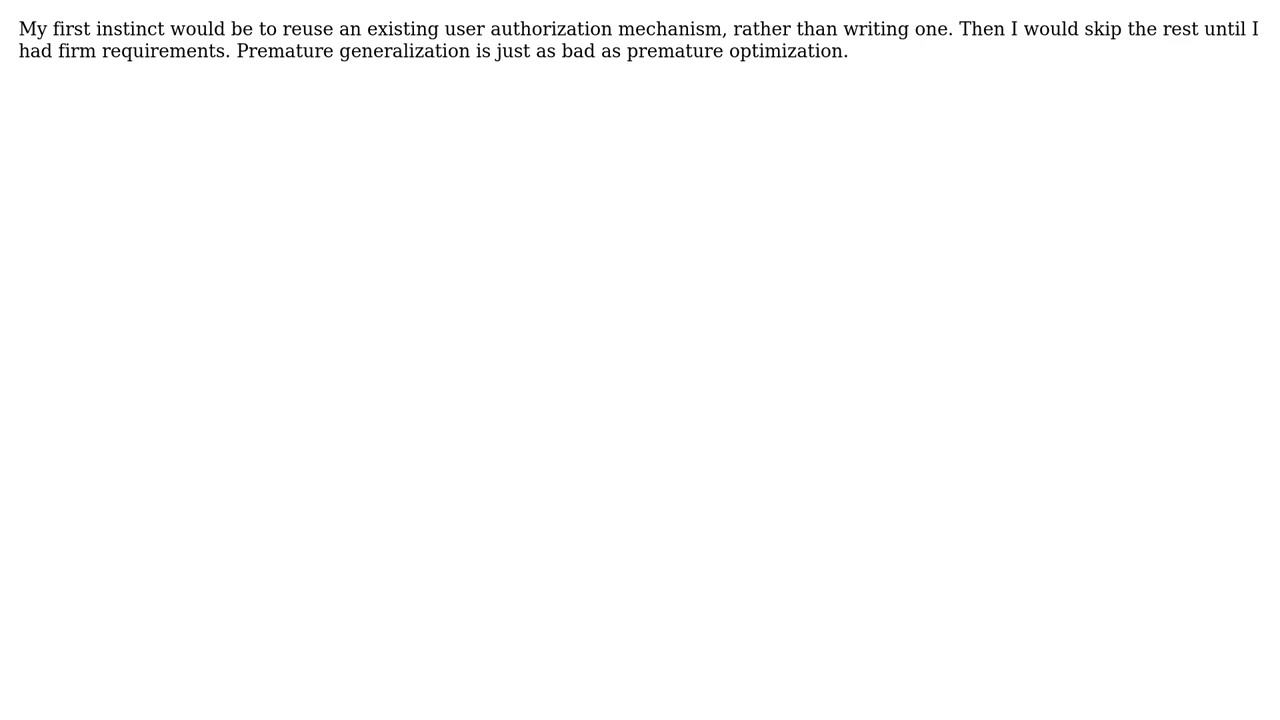 My first instinct would be to reuse an existing user authorization mechanism, rather than writing one. Then I would skip the rest until I
had firm requirements. Premature generalization is just as bad as premature optimization.